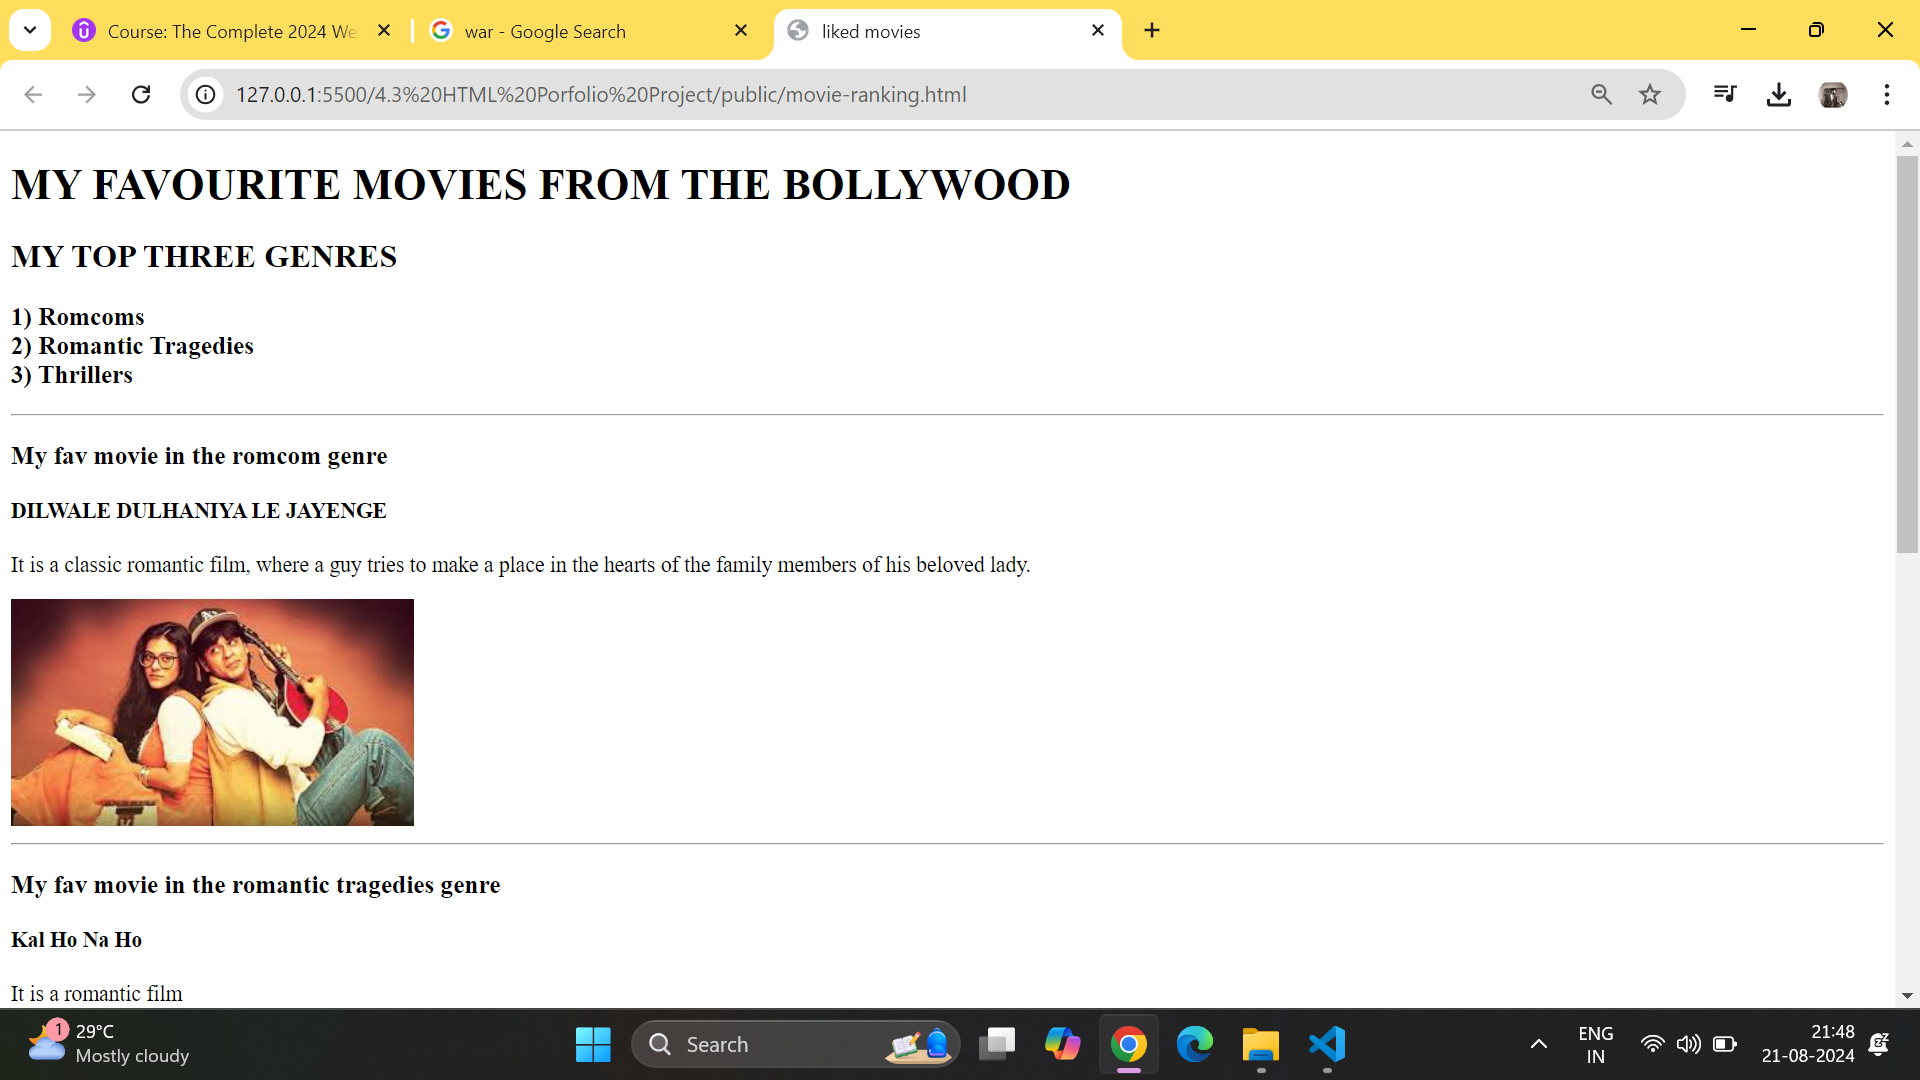 Course: The Complete 2024 We
war - Google Search
liked movies
127.0.0.1:5500/4.3%20HTML%20Porfolio%20Project/public/movie-ranking.html
MY FAVOURITE MOVIES FROM THE BOLLYWOOD
MY TOP THREE GENRES
1) Romcoms
2) Romantic Tragedies
3) Thrillers
My fav movie in the romcom genre
DILWALE DULHANIYA LE JAYENGE
It is a classic romantic film, where a guy tries to make a place in the hearts of the family members of his beloved lady.
My fav movie in the romantic tragedies genre
Kal Ho Na Ho
It is a romantic film
1
29°C
Mostly cloudy
Search
ENG
IN
21:48
21-08-2024